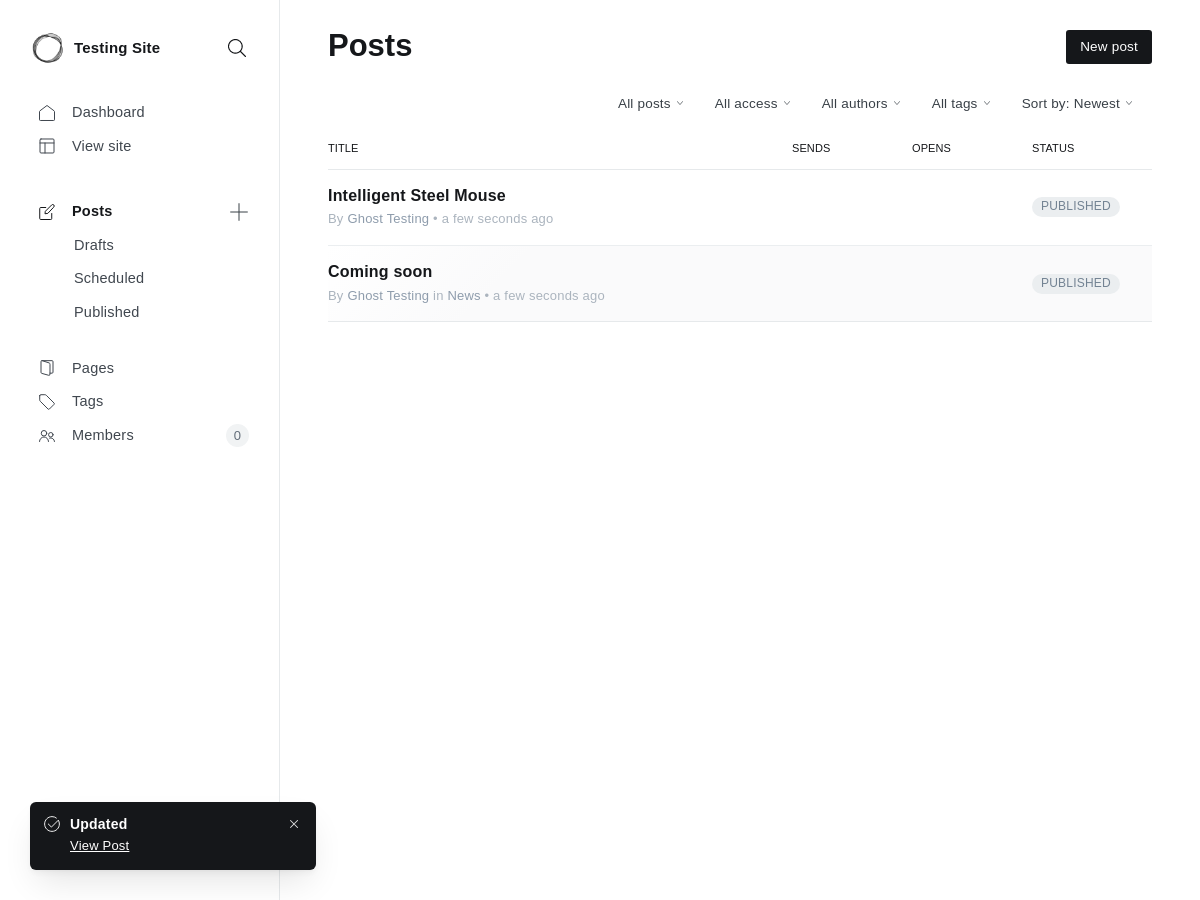 Testing Site
Dashboard
View site
Posts
Drafts
Scheduled
Published
Pages
Tags
Members 0
Posts
New post
All posts All access All authors All tags Sort by: Newest
TITLE SENDS OPENS STATUS
Intelligent Steel Mouse
By Ghost Testing • a few seconds ago
PUBLISHED
Coming soon
By Ghost Testing in News • a few seconds ago
PUBLISHED
Updated
View Post